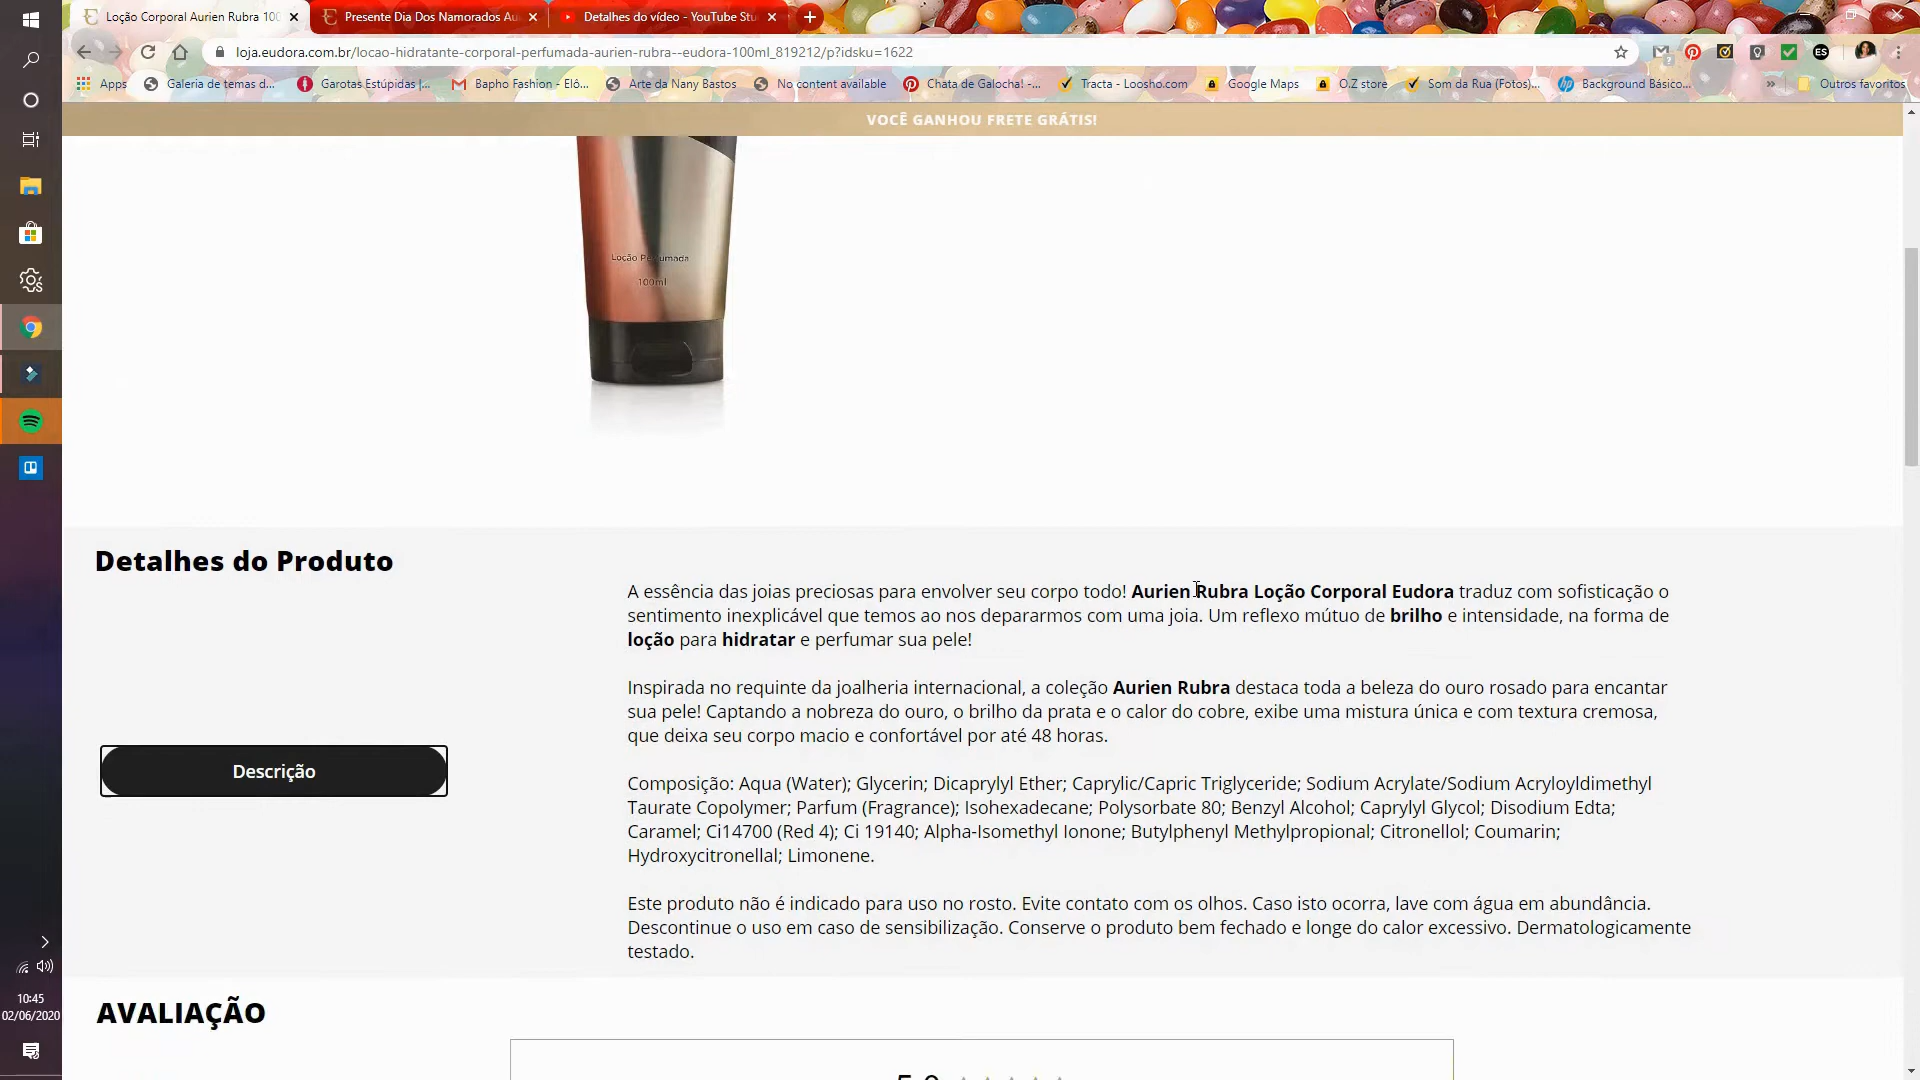 Loção Corporal Aurien Rubra 100
Presente Dia Dos Namorados Au
Detalhes do vídeo - YouTube Stu
loja.eudora.com.br/locao-hidratante-corporal-perfumada-aurien-rubra--eudora-100ml_819212/p?idsku=1622
Apps
Galeria de temas d...
Garotas Estúpidas |...
Bapho Fashion - Elô...
Arte da Nany Bastos
No content available
Chata de Galocha! -...
Tracta - Loosho.com
Google Maps
O.Z store
Som da Rua (Fotos)...
Background Básico...
Outros favoritos
VOCÊ GANHOU FRETE GRÁTIS!
Loção Perfumada
100ml
Detalhes do Produto
A essência das joias preciosas para envolver seu corpo todo! Aurien Rubra Loção Corporal Eudora traduz com sofisticação o
sentimento inexplicável que temos ao nos depararmos com uma joia. Um reflexo mútuo de brilho e intensidade, na forma de
loção para hidratar e perfumar sua pele!
Inspirada no requinte da joalheria internacional, a coleção Aurien Rubra destaca toda a beleza do ouro rosado para encantar
sua pele! Captando a nobreza do ouro, o brilho da prata e o calor do cobre, exibe uma mistura única e com textura cremosa,
que deixa seu corpo macio e confortável por até 48 horas.
Descrição
Composição: Aqua (Water); Glycerin; Dicaprylyl Ether; Caprylic/Capric Triglyceride; Sodium Acrylate/Sodium Acryloyldimethyl
Taurate Copolymer; Parfum (Fragrance); Isohexadecane; Polysorbate 80; Benzyl Alcohol; Caprylyl Glycol; Disodium Edta;
Caramel; Ci14700 (Red 4); Ci 19140; Alpha-Isomethyl Ionone; Butylphenyl Methylpropional; Citronellol; Coumarin;
Hydroxycitronellal; Limonene.
Este produto não é indicado para uso no rosto. Evite contato com os olhos. Caso isto ocorra, lave com água em abundância.
Descontinue o uso em caso de sensibilização. Conserve o produto bem fechado e longe do calor excessivo. Dermatologicamente
testado.
AVALIAÇÃO
5.0
10:45
02/06/2020
ES